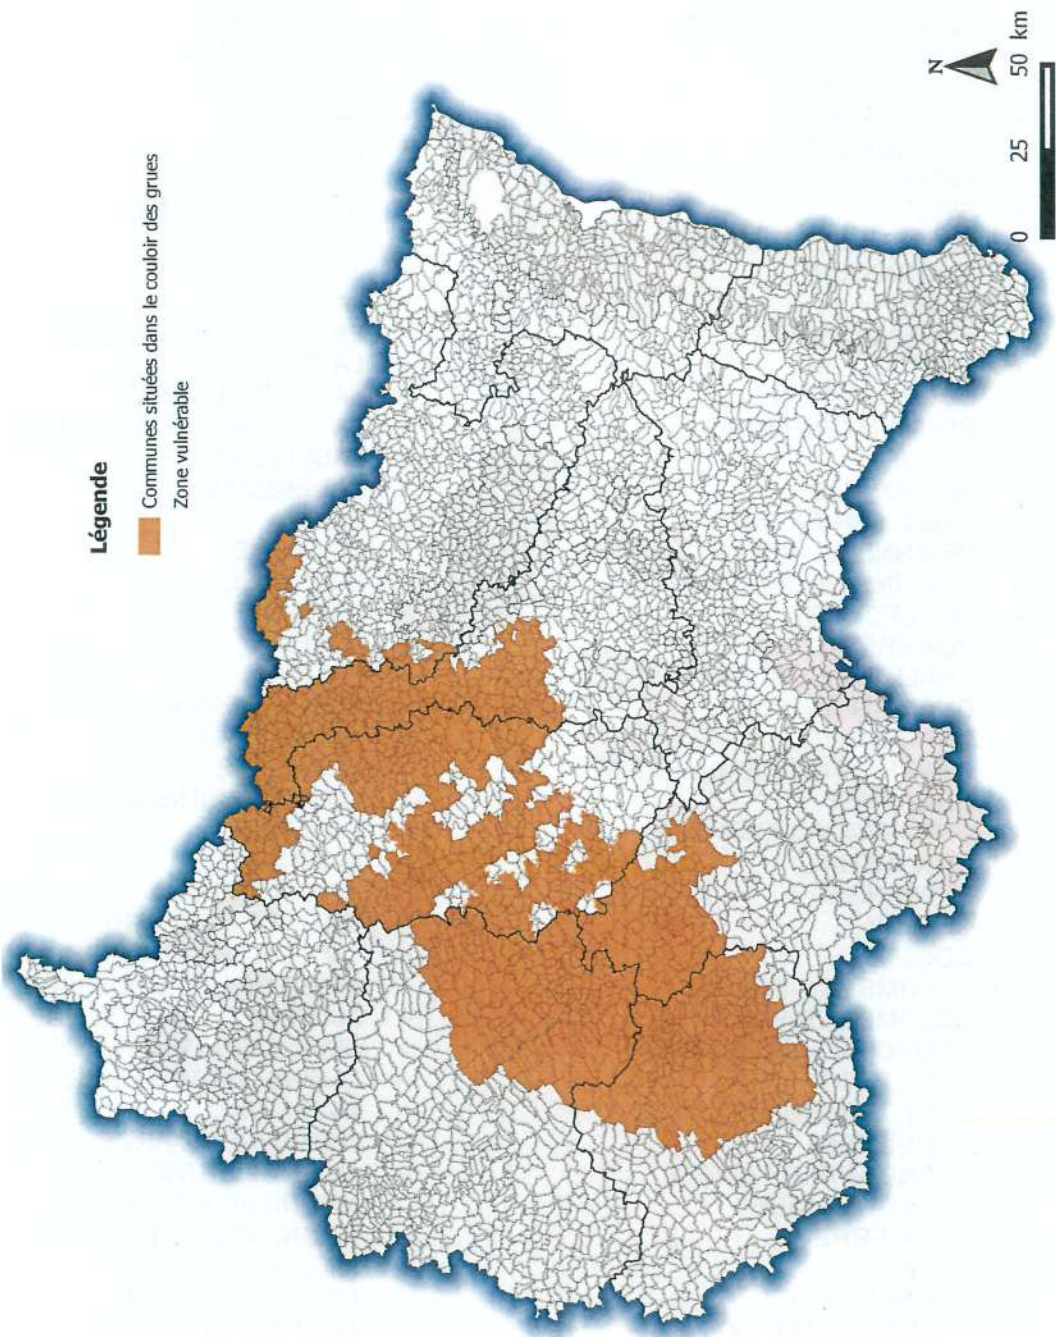 Légende
Communes situées dans le couloir des grues
Zone vulnérable
N
0 25 50 km